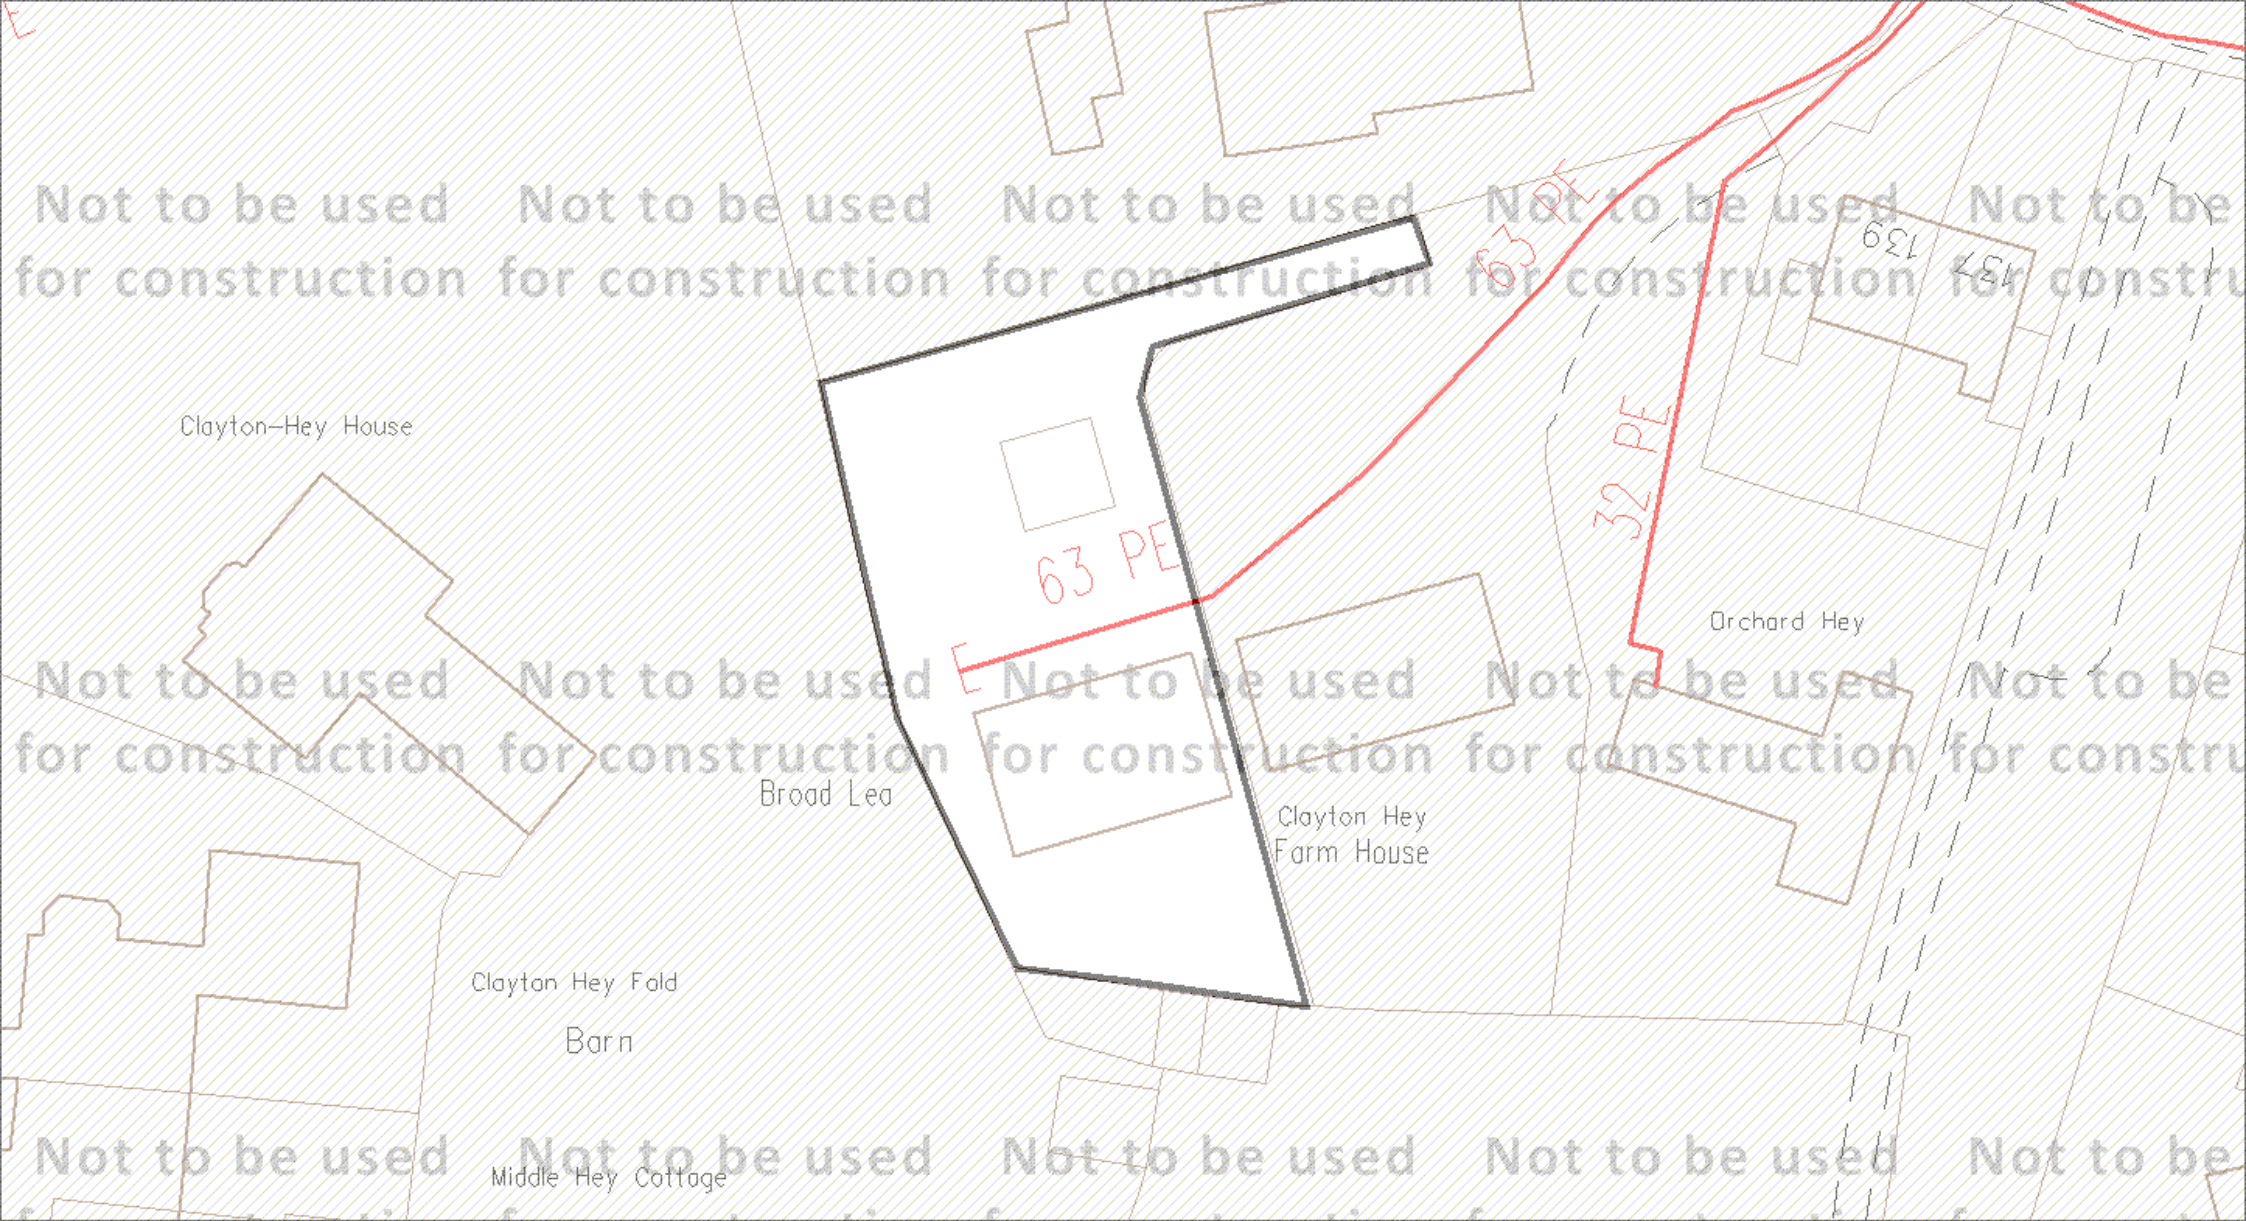 E
Not to be used Not to be used Not to be used Not to be used Not to be
for construction for construction for construction for construction for constru
63 PE
139
137
Clayton-Hey House
32 PE
63 PE
Orchard Hey
E
Not to be used Not to be used Not to be used Not to be used Not to be
for construction for construction for construction for construction for constru
Broad Lea
Clayton Hey
Farm House
Clayton Hey Fold
Barn
Not to be used Not to be used Not to be used Not to be used Not to be
Middle Hey Cottage